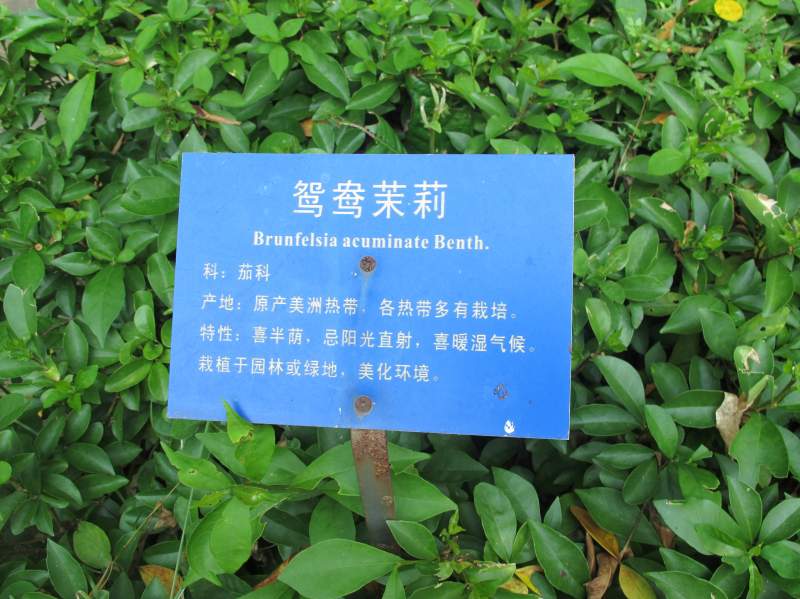 鸳鸯茉莉
Brunfelsia acuminate Benth.
科：茄科
产地：原产美洲热带，各热带多有栽培。
特性：喜半荫，忌阳光直射，喜暖湿气候。
栽植于园林或绿地，美化环境。